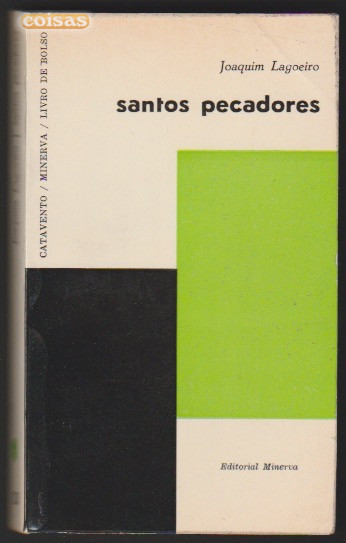 coisas
Joaquim Lagoeiro
santos pecadores
CATAVENTO / MINERVA / LIVRO DE BOLSO
Editorial Minerva